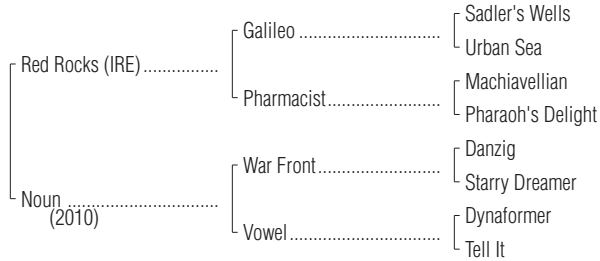 Sadler's Wells
Galileo ..................................
Urban Sea
Red Rocks (IRE)..................
Machiavellian
Pharmacist...........................
Pharaoh's Delight
Danzig
War Front.............................
Starry Dreamer
Noun ....................................
(2010)
Dynaformer
Vowel....................................
Tell It